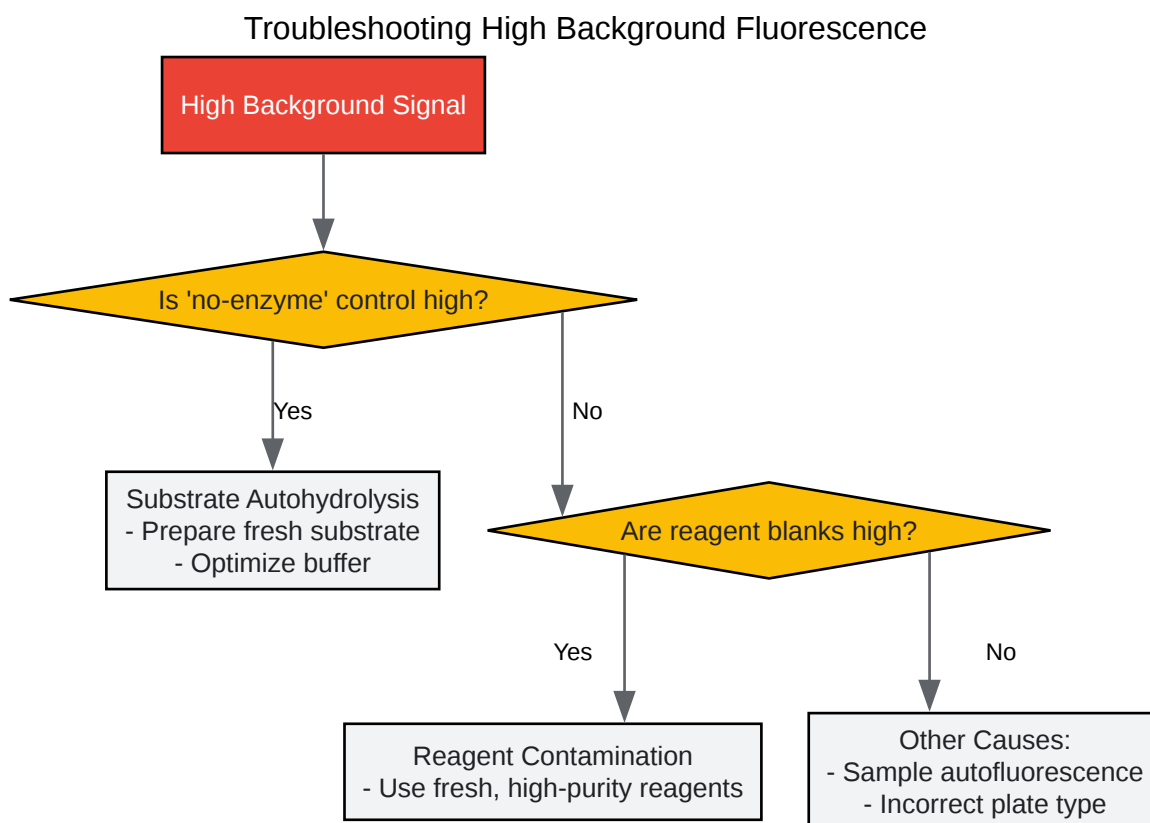 Troubleshooting High Background Fluorescence
High Background Signal
Is 'no-enzyme' control high?
Yes
No
Substrate Autohydrolysis
- Prepare fresh substrate
- Optimize buffer
Are reagent blanks high?
Yes
No
Reagent Contamination
- Use fresh, high-purity reagents
Other Causes:
- Sample autofluorescence
- Incorrect plate type